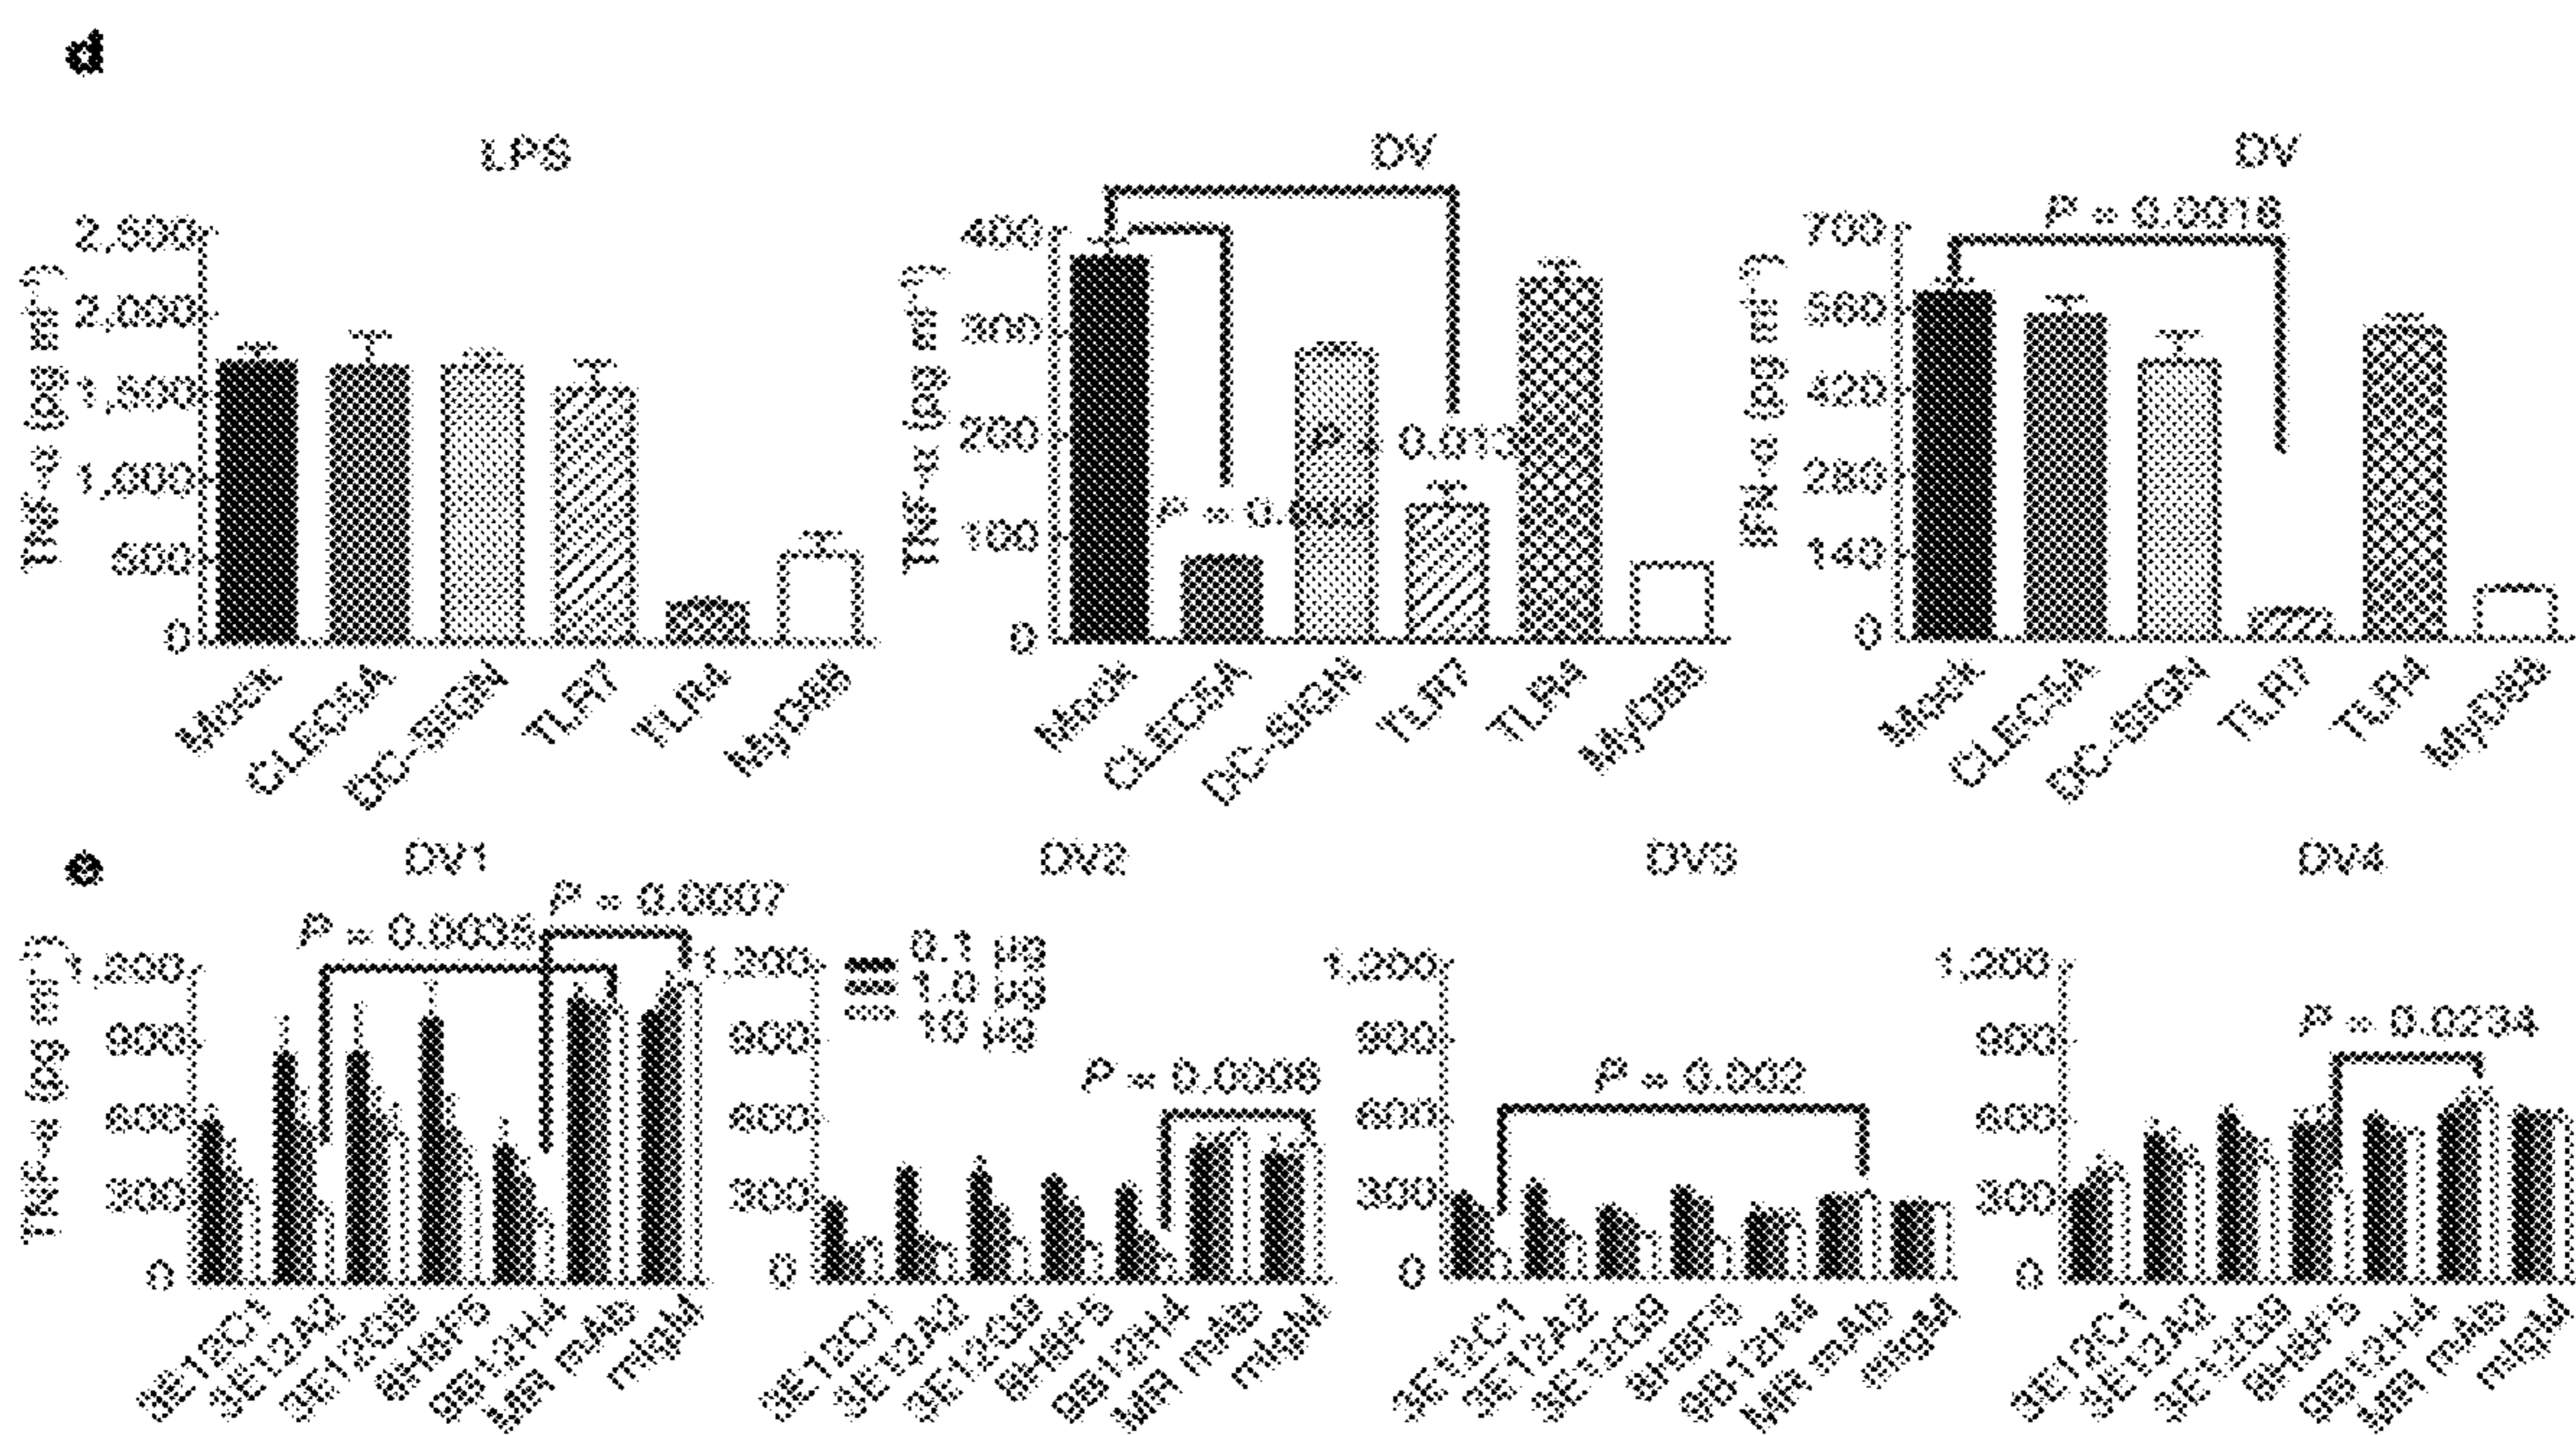 d
LPS
DV
DV
TNF-α (pg ml⁻¹)
2,500
2,000
1,500
1,000
500
0
Mock
CLEC5A
DC-SIGN
TLR7
TLR4
MyD88
TNF-α (pg ml⁻¹)
400
300
200
100
0
P = 0.013
P = 0.
Mock
CLEC5A
DC-SIGN
TLR7
TLR4
MyD88
IFN-α (pg ml⁻¹)
700
560
420
280
140
0
P = 0.0016
Mock
CLEC5A
DC-SIGN
TLR7
TLR4
MyD88
e
DV1
DV2
DV3
DV4
TNF-α (pg ml⁻¹)
1,200
900
600
300
0
P = 0.0035
P = 0.0007
3E12C1
3E12A2
3E12G9
8H8F5
9B12H4
MR mAb
mIgM
1,200
900
600
300
0
0.1 µg
1.0 µg
10 µg
P = 0.0006
3E12C1
3E12A2
3E12G9
8H8F5
9B12H4
MR mAb
mIgM
1,200
900
600
300
0
P = 0.002
3E12C1
3E12A2
3E12G9
8H8F5
9B12H4
MR mAb
mIgM
1,200
900
600
300
0
P = 0.0234
3E12C1
3E12A2
3E12G9
8H8F5
9B12H4
MR mAb
mIgM